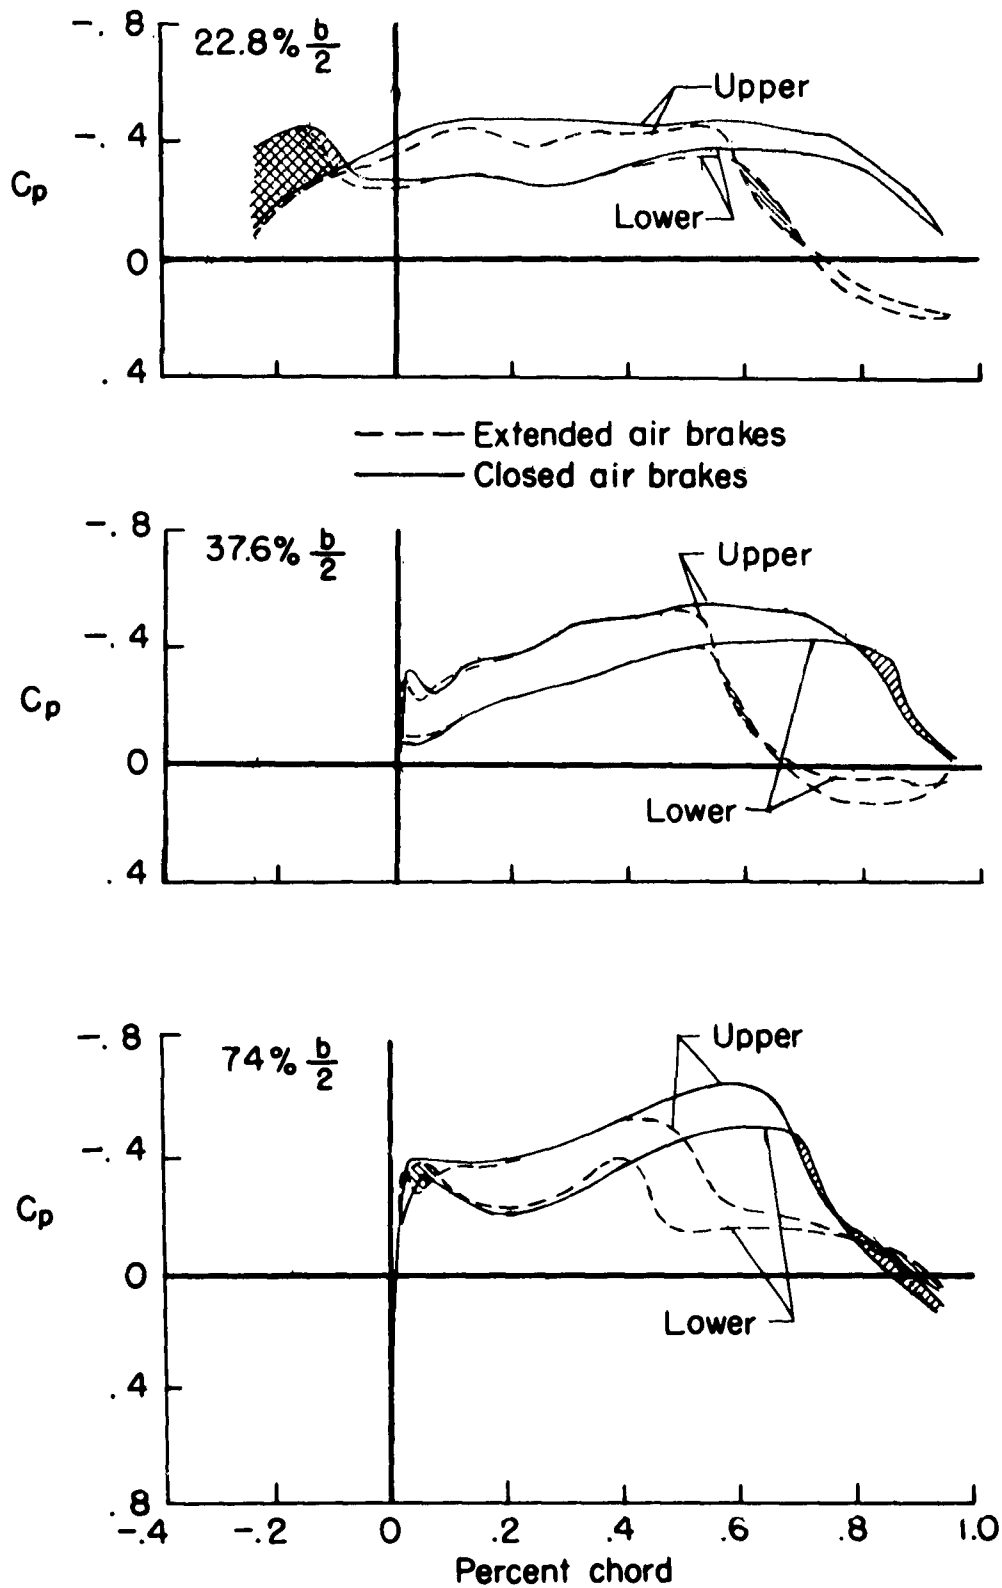 -.8
22.8% b/2
Upper
-.4
Cp
Lower
0
.4
--- Extended air brakes
— Closed air brakes
-.8
37.6% b/2
Upper
-.4
Cp
0
Lower
.4
-.8
74% b/2
Upper
-.4
Cp
0
Lower
.4
.8
-.4 -.2 0 .2 .4 .6 .8 1.0
Percent chord